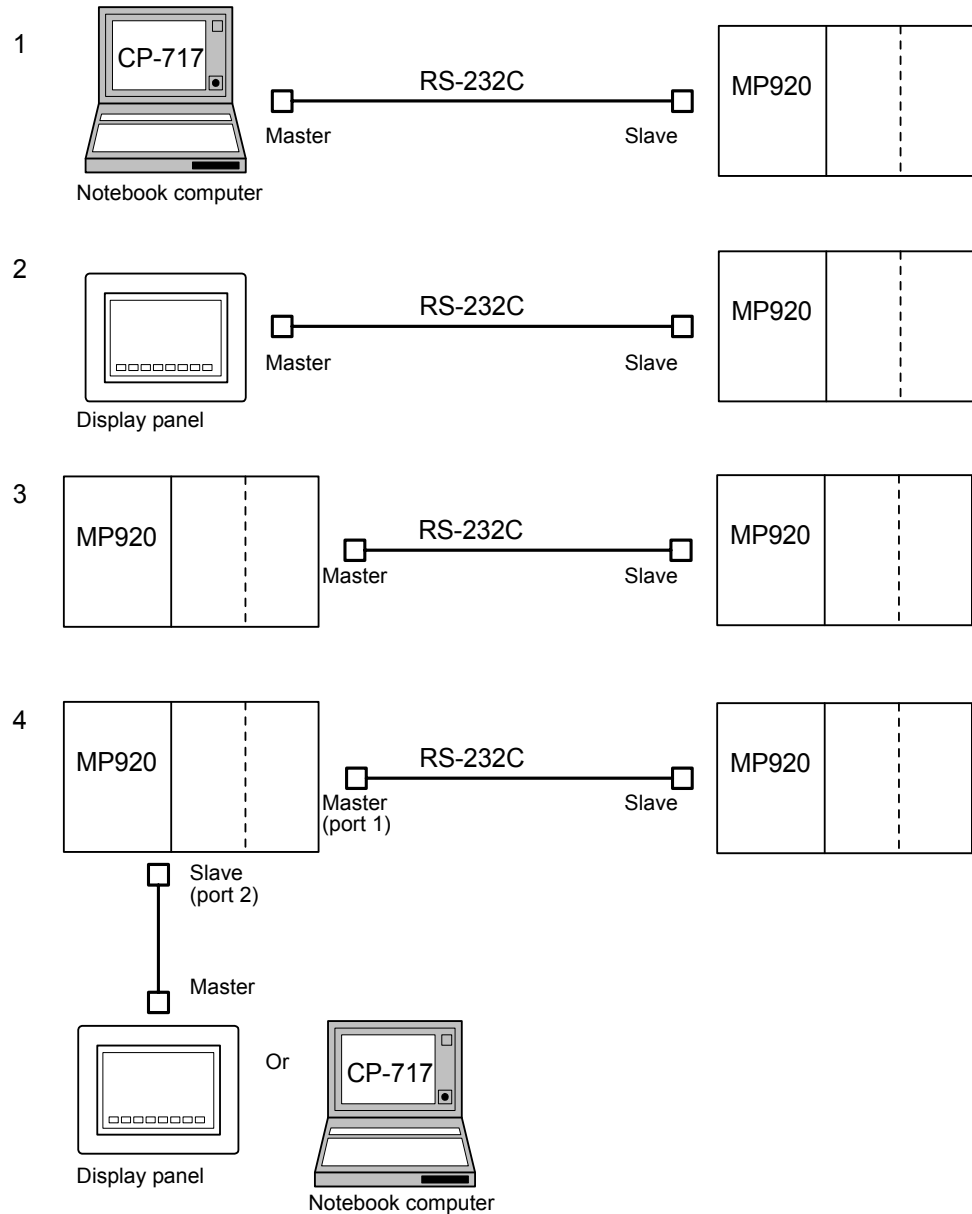 1
CP-717
RS-232C
MP920
Master
Slave
Notebook computer
2
RS-232C
MP920
Master
Slave
Display panel
3
MP920
RS-232C
MP920
Master
Slave
4
MP920
RS-232C
MP920
Master
(port 1)
Slave
Slave
(port 2)
Master
Or
CP-717
Display panel
Notebook computer